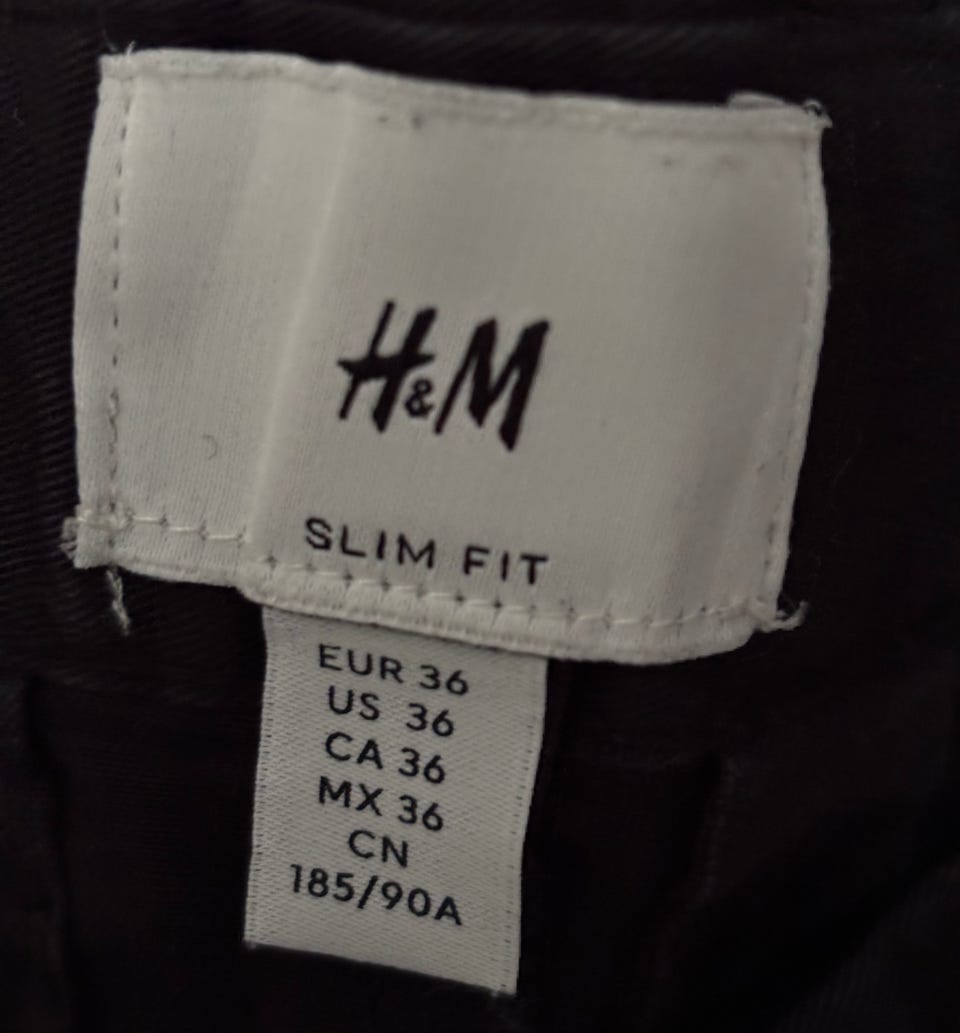 H&M
SLIM FIT
EUR 36
US 36
CA 36
MX 36
CN
185/90A